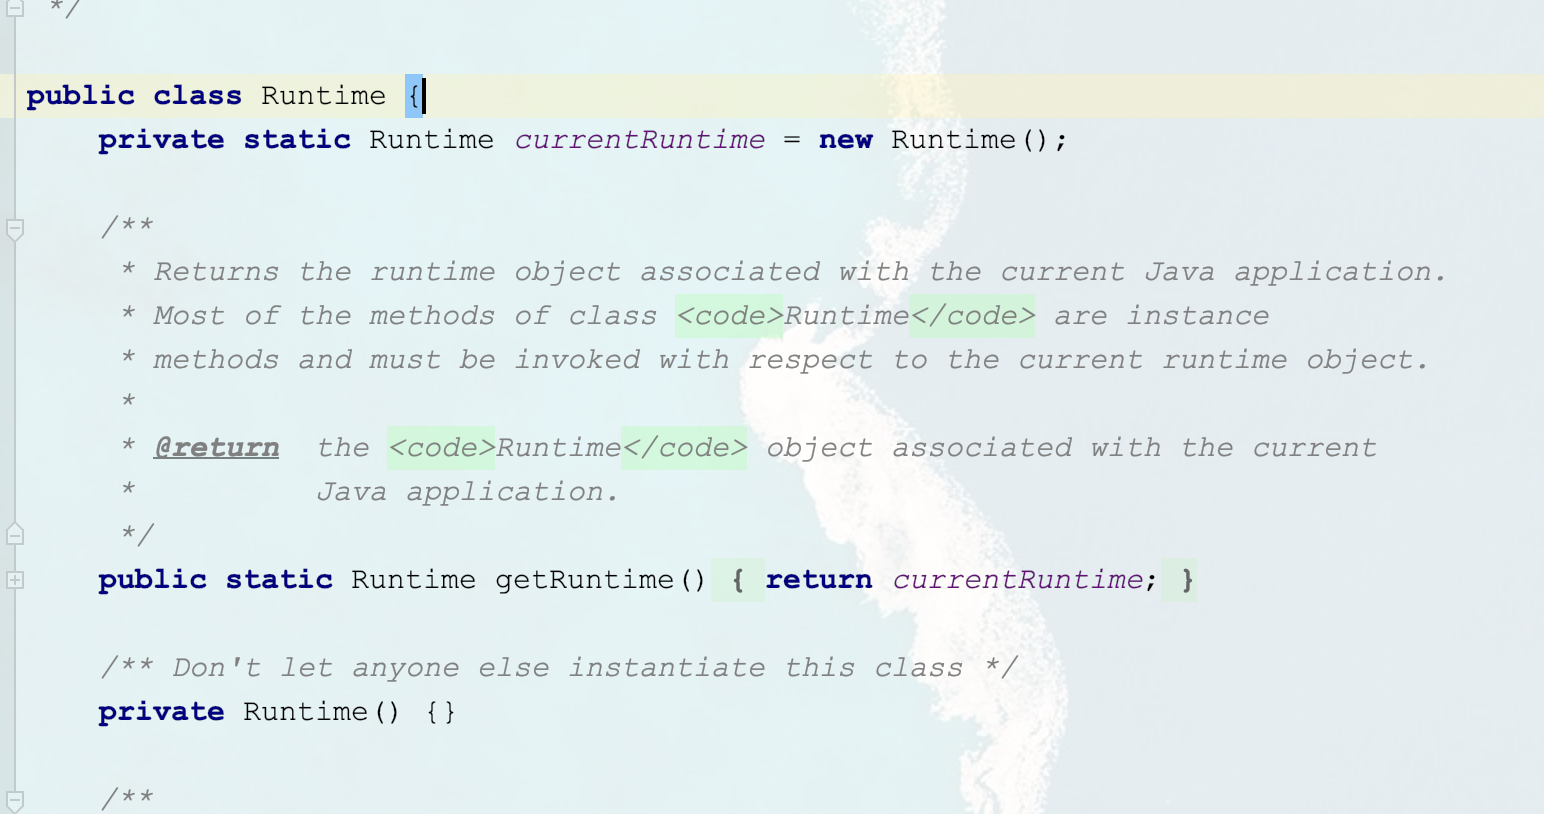 */
public class Runtime {
private static Runtime currentRuntime = new Runtime();
/**
* Returns the runtime object associated with the current Java application.
* Most of the methods of class <code>Runtime</code> are instance
* methods and must be invoked with respect to the current runtime object.
*
* @return  the <code>Runtime</code> object associated with the current
*          Java application.
*/
public static Runtime getRuntime() { return currentRuntime; }
/** Don't let anyone else instantiate this class */
private Runtime() {}
/**